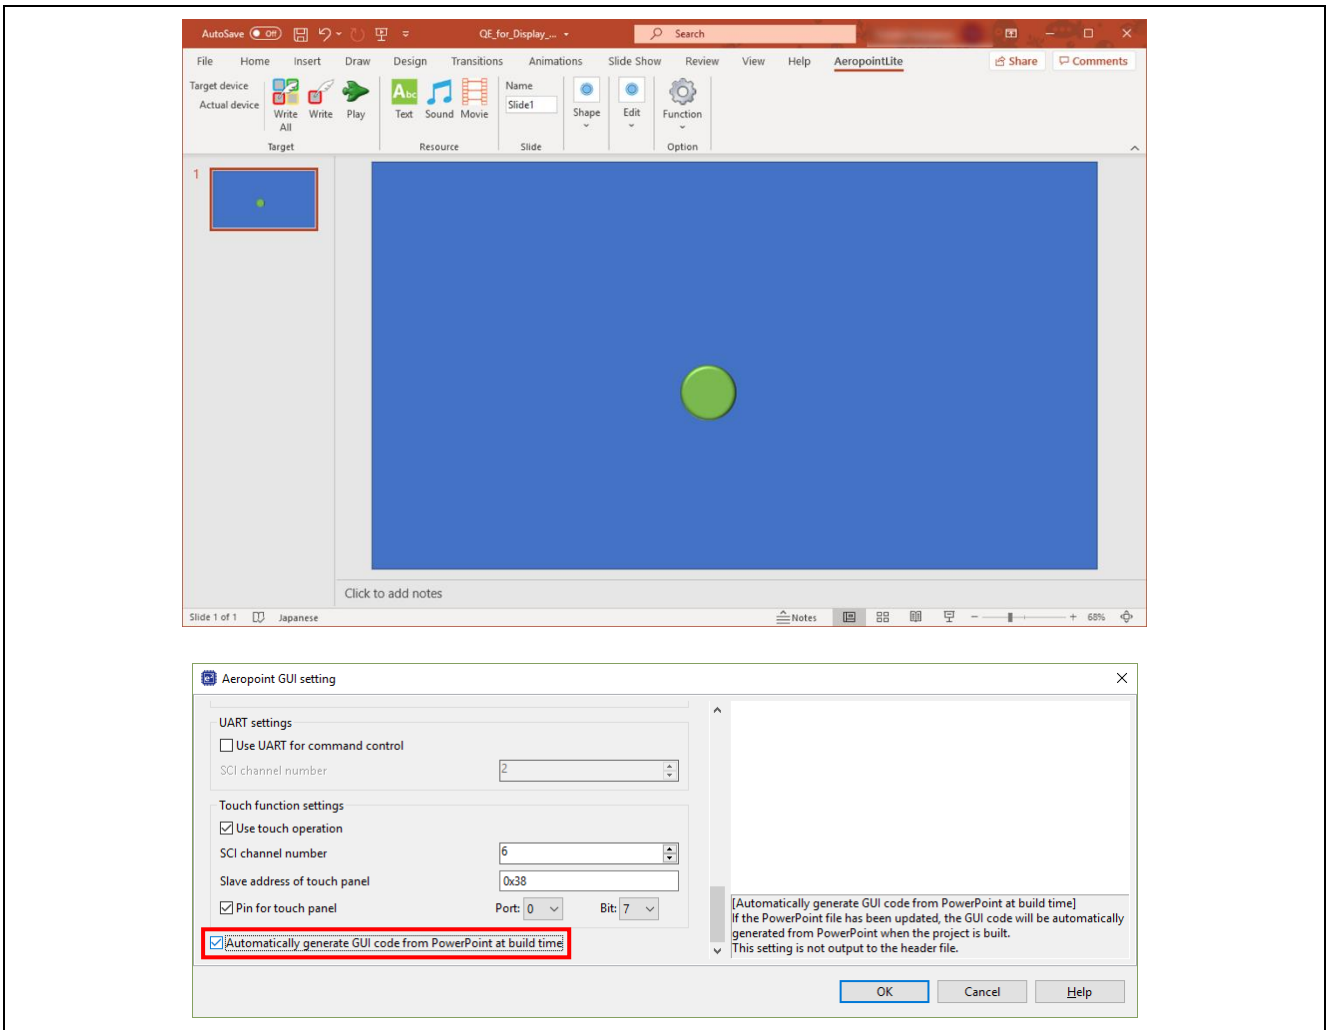 AutoSave Off QE_for_Display_... Search
File Home Insert Draw Design Transitions Animations Slide Show Review View Help AeropointLite Share Comments
Target device
Actual device
Write All
Write
Play
Target
Abc
Text Sound Movie
Resource
Name
Slide1
Slide
Shape
Edit
Function
Option
1
Click to add notes
Slide 1 of 1 Japanese Notes 68%
Aeropoint GUI setting
UART settings
Use UART for command control
SCI channel number 2
Touch function settings
Use touch operation
SCI channel number 6
Slave address of touch panel 0x38
Pin for touch panel Port: 0 Bit: 7
Automatically generate GUI code from PowerPoint at build time
[Automatically generate GUI code from PowerPoint at build time]
If the PowerPoint file has been updated, the GUI code will be automatically
generated from PowerPoint when the project is built.
This setting is not output to the header file.
OK Cancel Help